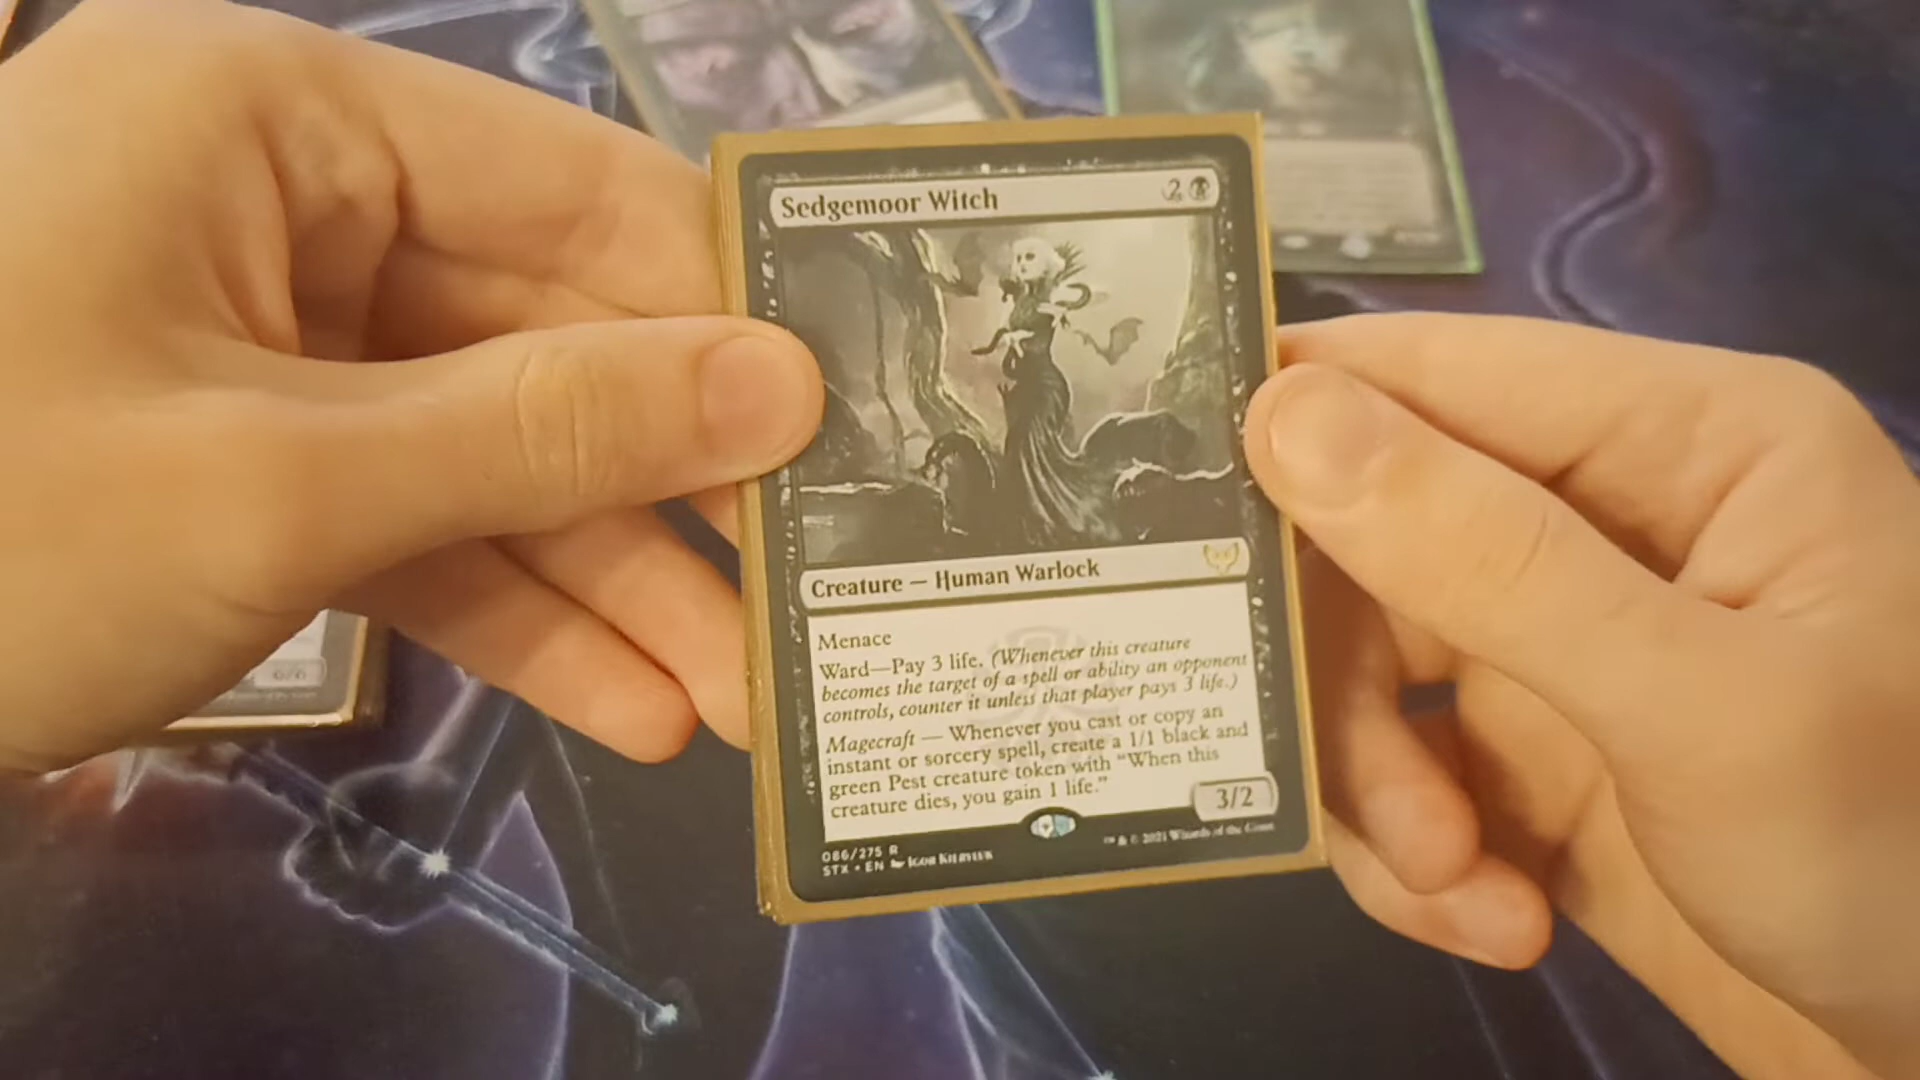 Sedgemoor Witch 2
Creature — Human Warlock
Menace
Ward—Pay 3 life. (Whenever this creature
becomes the target of a spell or ability an opponent
controls, counter it unless that player pays 3 life.)
Magecraft — Whenever you cast or copy an
instant or sorcery spell, create a 1/1 black and
green Pest creature token with "When this
creature dies, you gain 1 life."
3/2
086/275 R
STX • EN Igor
™ & © 2021 Wizards of the Coast
6/6